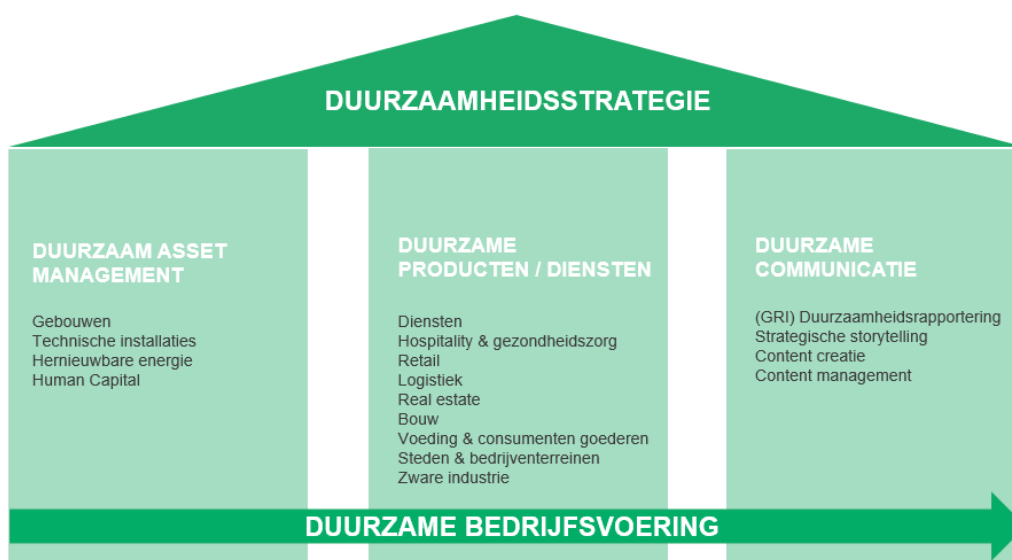 DUURZAAMHEIDSSTRATEGIE
DUURZAAM ASSET
MANAGEMENT
Gebouwen
Technische installaties
Hernieuwbare energie
Human Capital
DUURZAME
PRODUCTEN / DIENSTEN
Diensten
Hospitality & gezondheidszorg
Retail
Logistiek
Real estate
Bouw
Voeding & consumenten goederen
Steden & bedrijventerreinen
Zware industrie
DUURZAME
COMMUNICATIE
(GRI) Duurzaamheidsrapportering
Strategische storytelling
Content creatie
Content management
DUURZAME BEDRIJFSVOERING